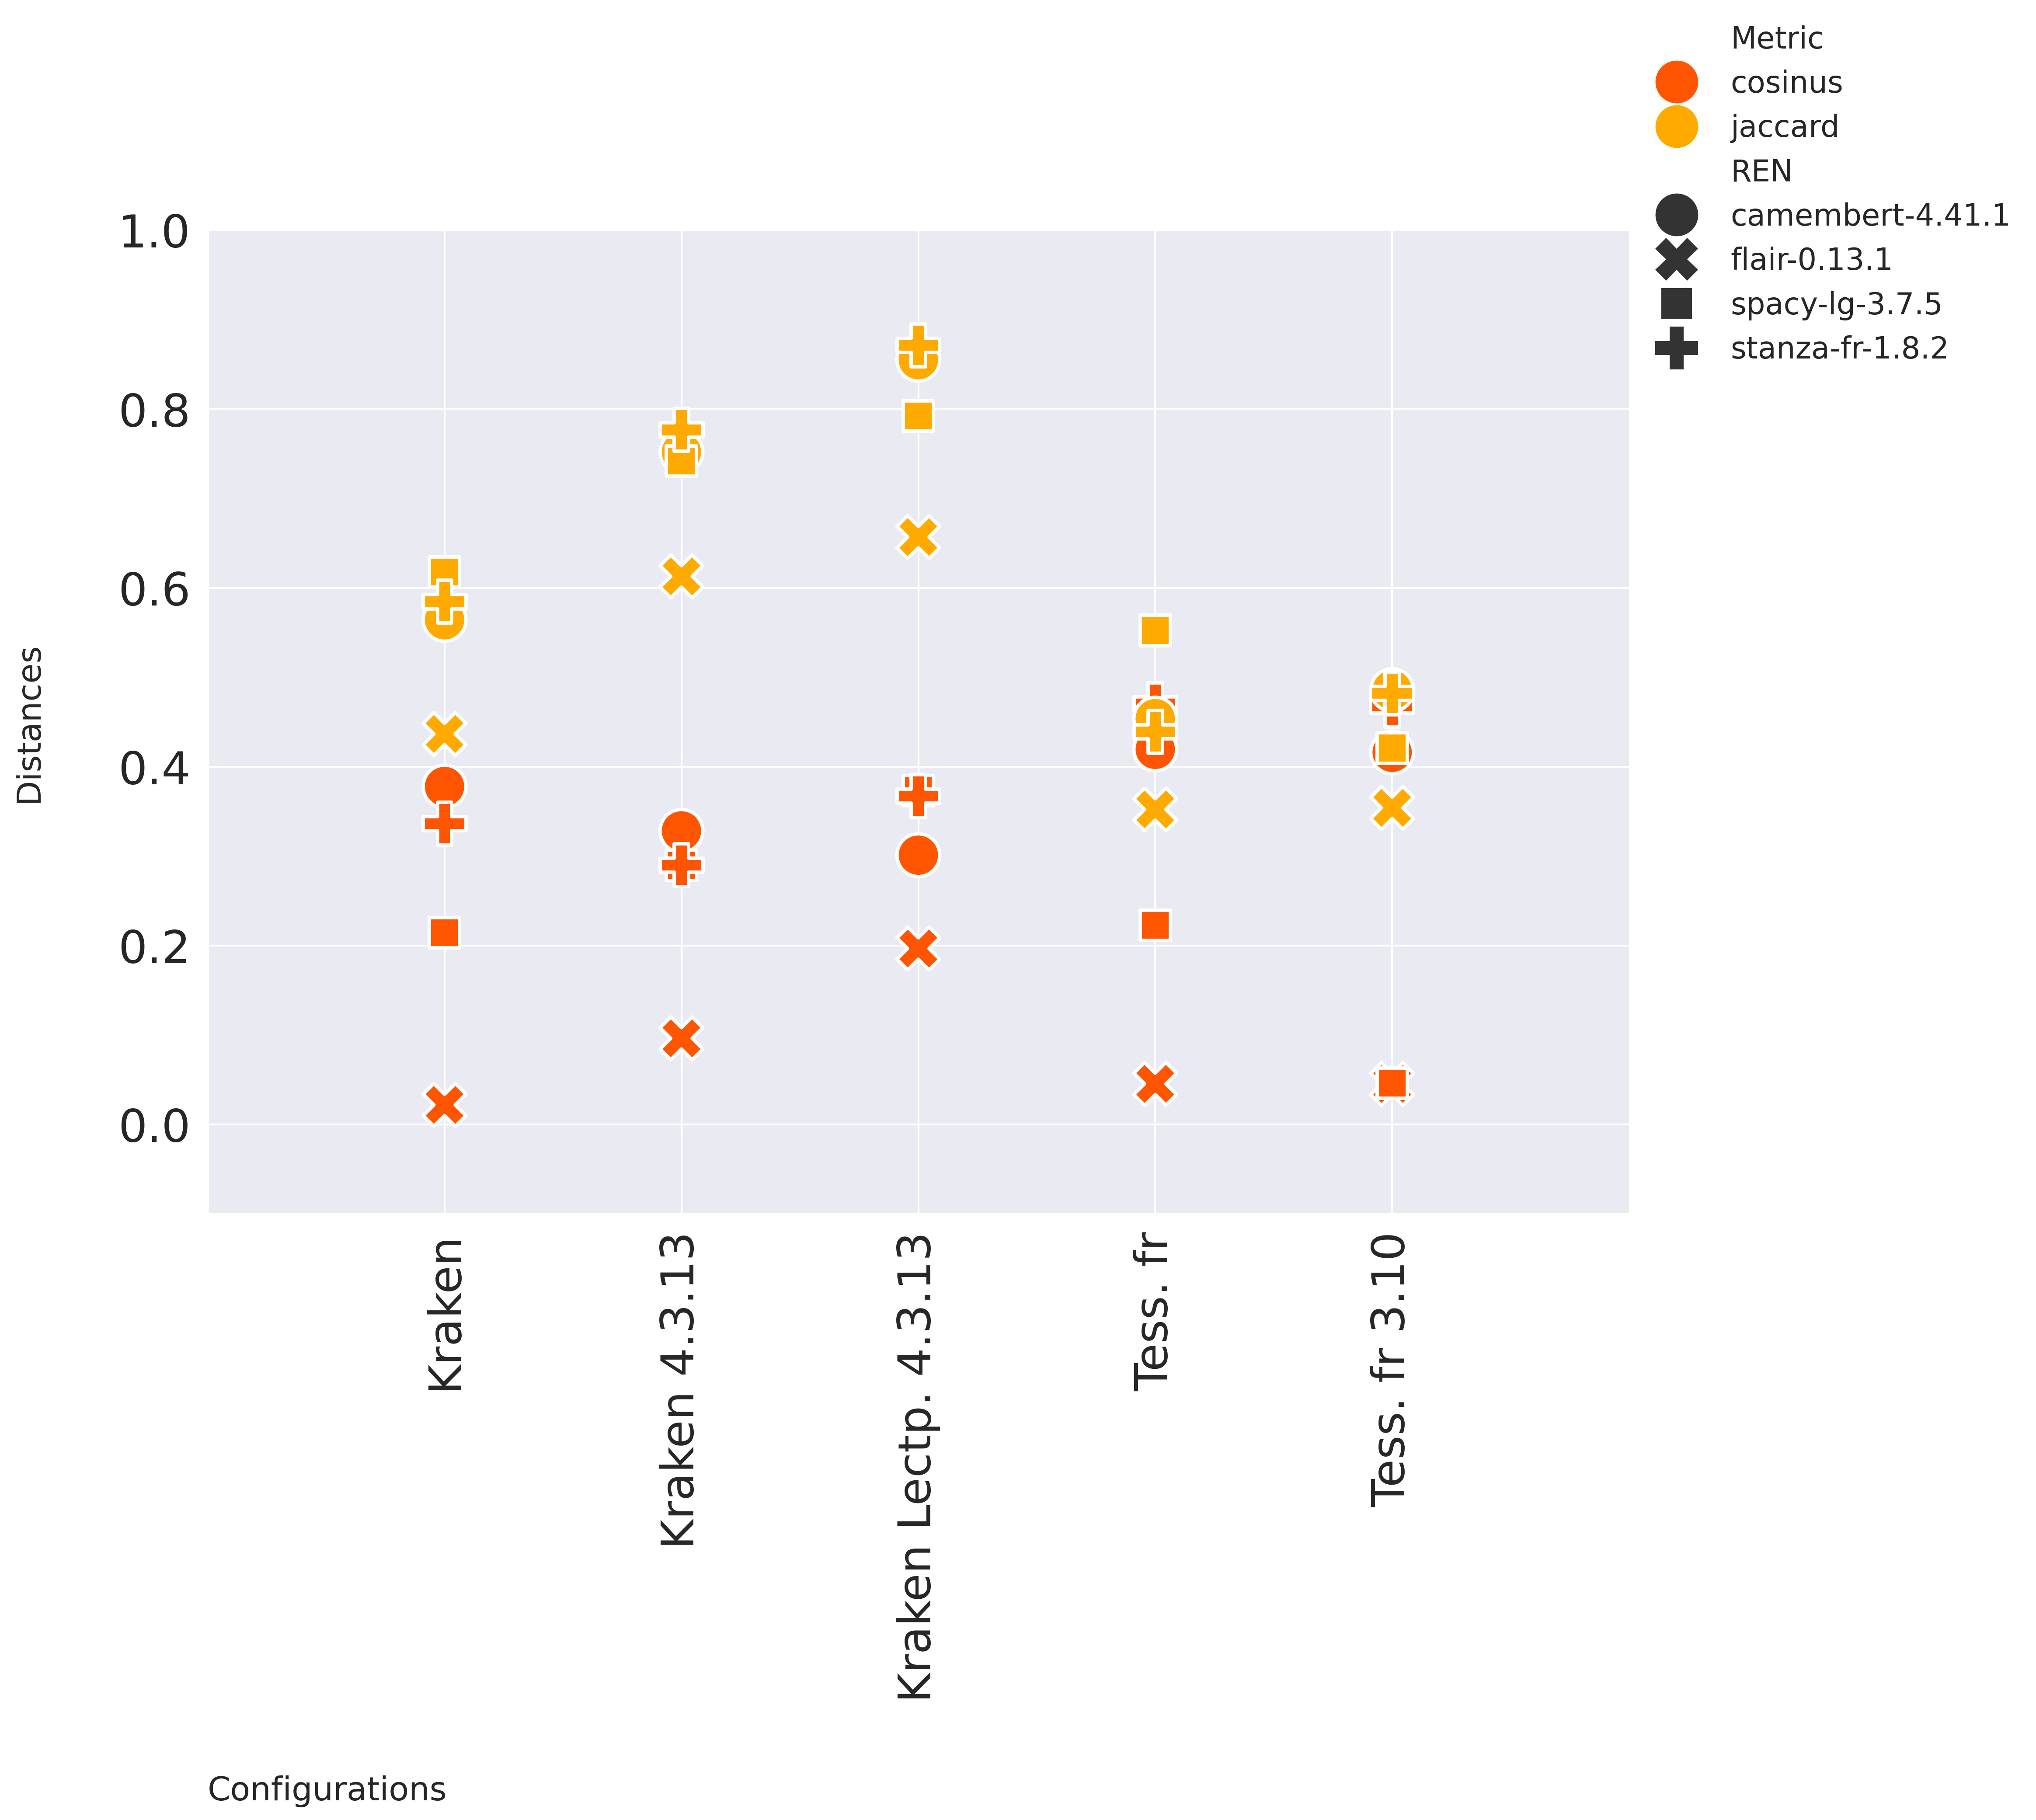 Metric
cosinus
jaccard
REN
camembert-4.41.1
flair-0.13.1
spacy-lg-3.7.5
stanza-fr-1.8.2
1.0
0.8
0.6
0.4
0.2
0.0
Distances
Kraken
Kraken 4.3.13
Kraken Lectp. 4.3.13
Tess. fr
Tess. fr 3.10
Configurations